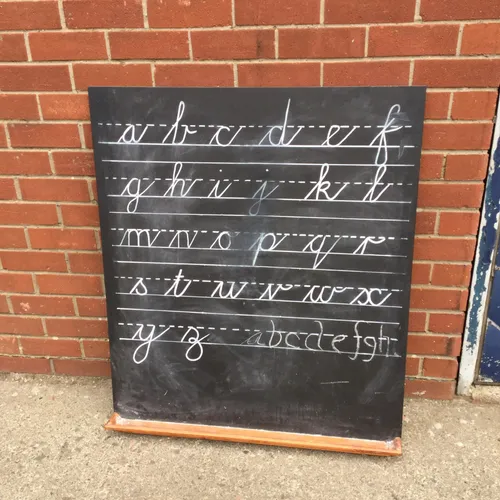 a b c d e f
g h i j k l
m n o p q r
s t u v w x
y z abcdefghi